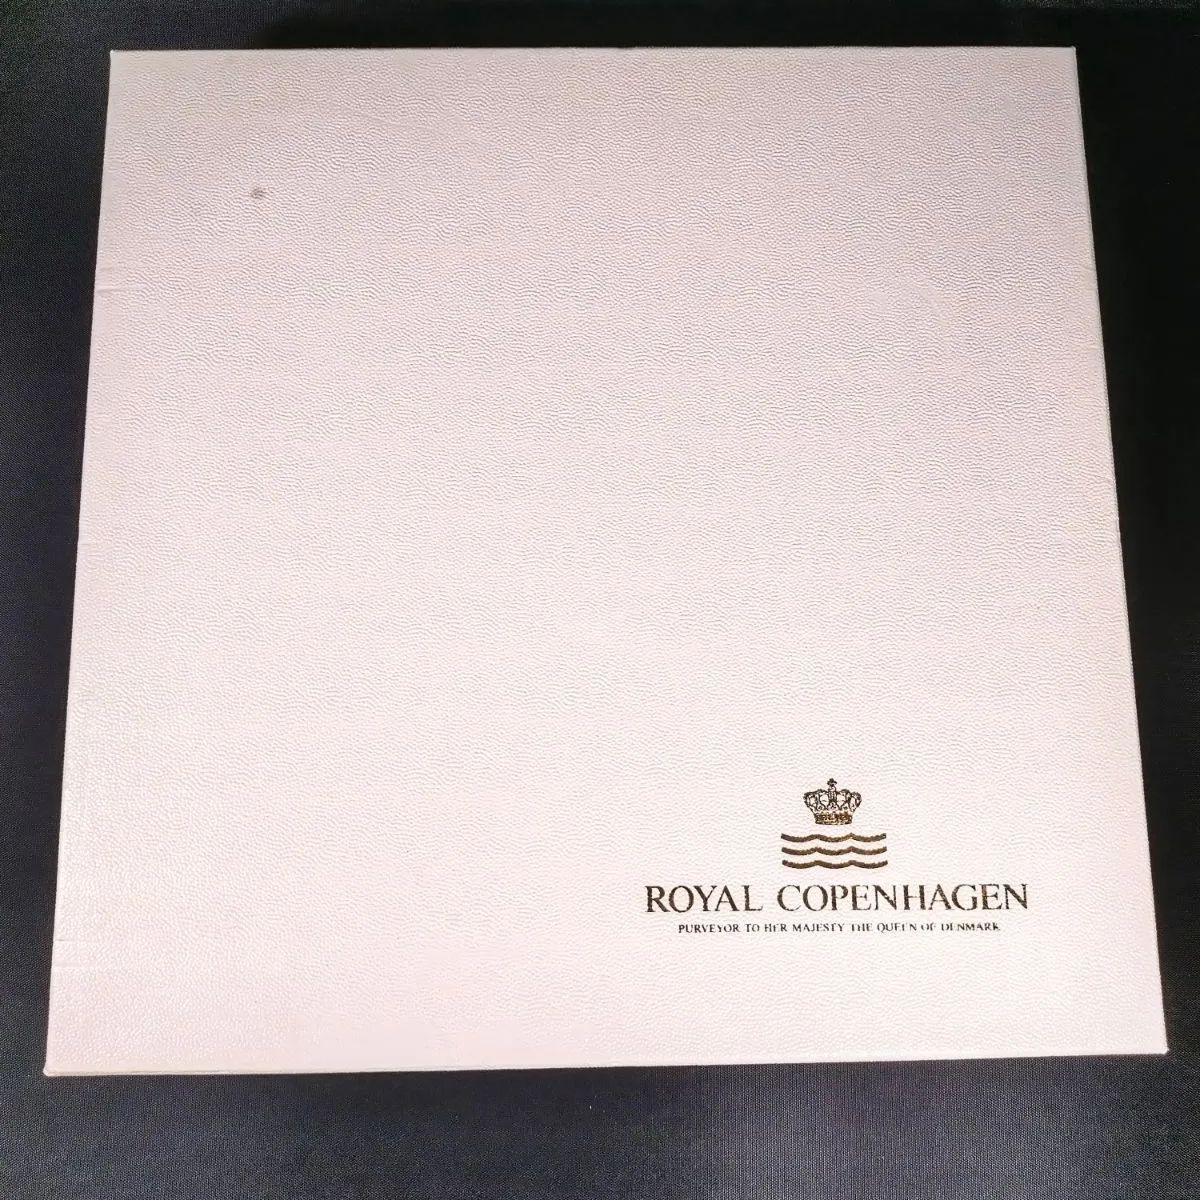 ROYAL COPENHAGEN
PURVEYOR TO HER MAJESTY THE QUEEN OF DENMARK